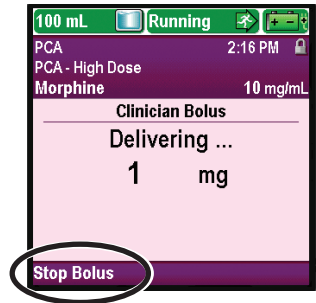 100 mL Running
PCA 2:16 PM
PCA - High Dose
Morphine 10 mg/mL
Clinician Bolus
Delivering ...
1 mg
Stop Bolus